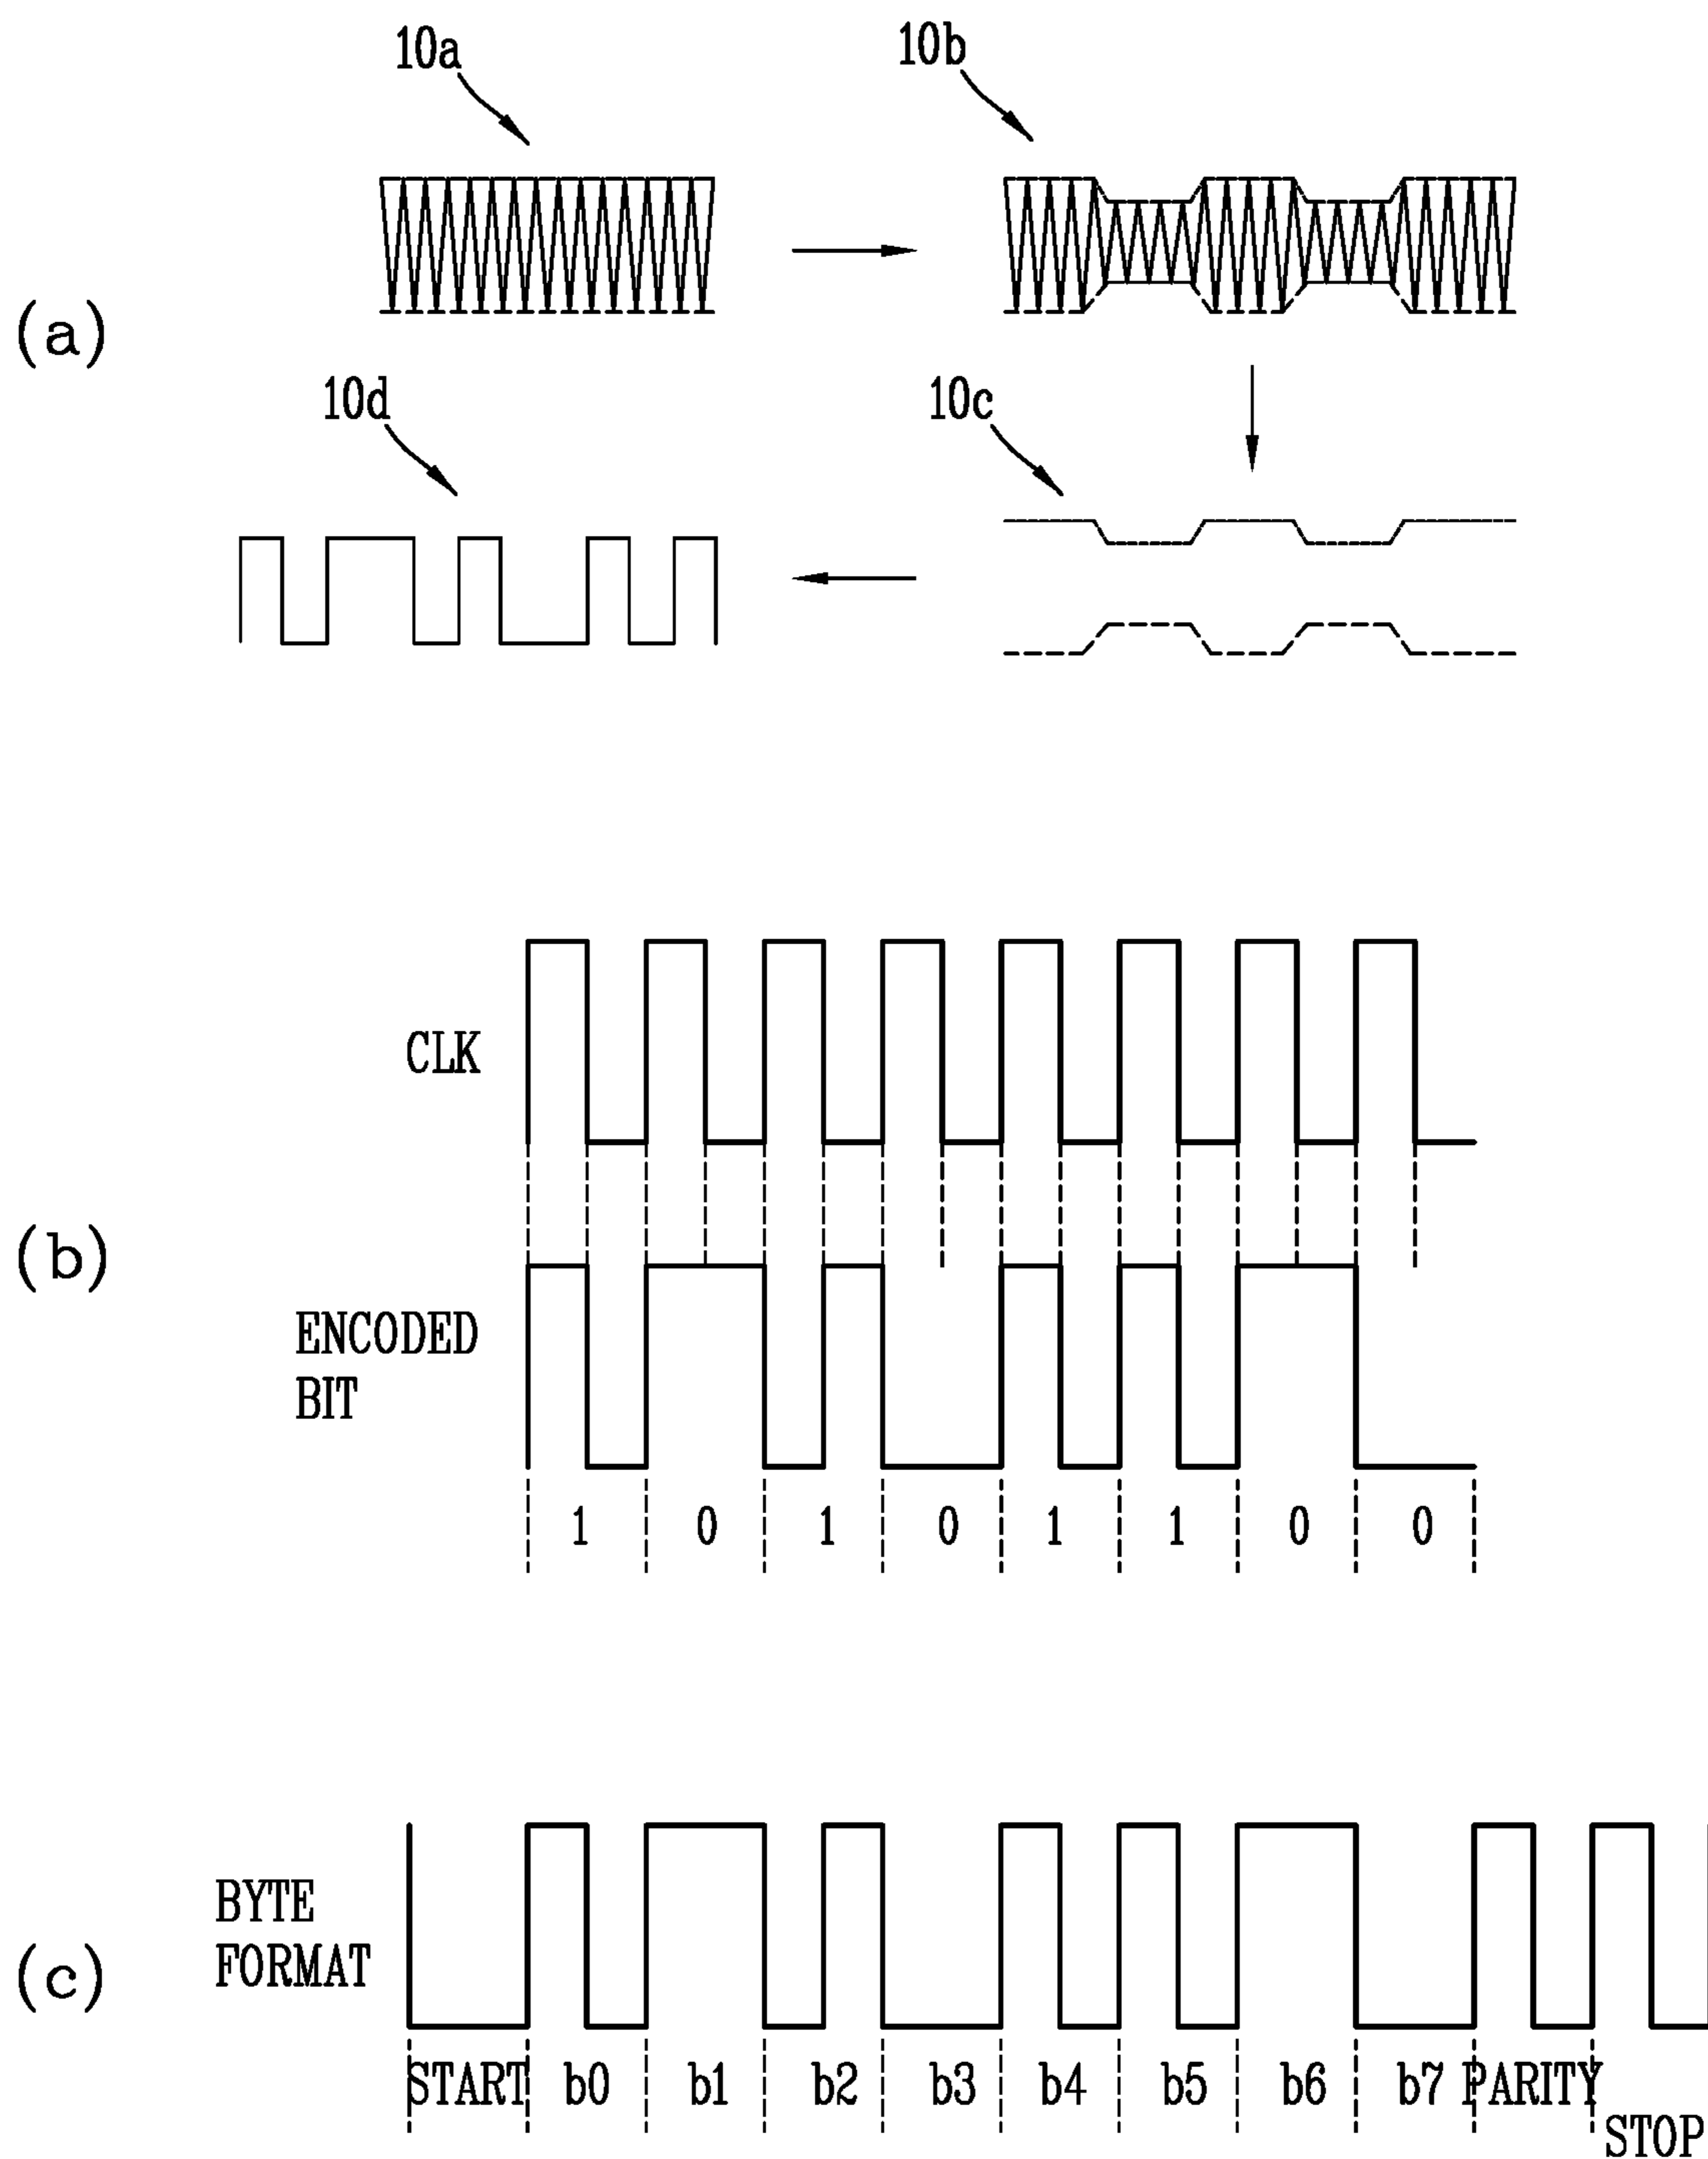 10a
10b
(a)
10d
10c
CLK
(b)
ENCODED
BIT
1 0 1 0 1 1 0 0
BYTE
FORMAT
(c)
START b0 b1 b2 b3 b4 b5 b6 b7 PARITY
STOP